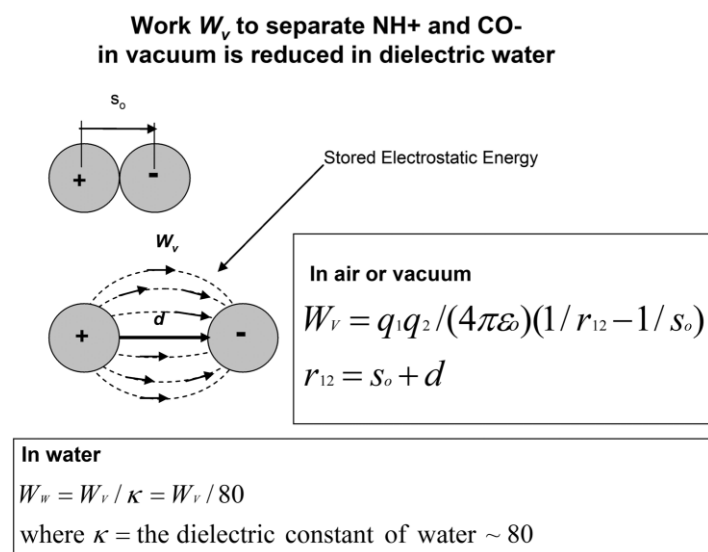 Work W_v to separate NH+ and CO-
in vacuum is reduced in dielectric water
s_o
+ -
Stored Electrostatic Energy
W_v
+ d -
In air or vacuum
W_V = q_1 q_2 /(4πε_o)(1/r_12 − 1/s_o)
r_12 = s_o + d
In water
W_W = W_V / κ = W_V / 80
where κ = the dielectric constant of water ~ 80